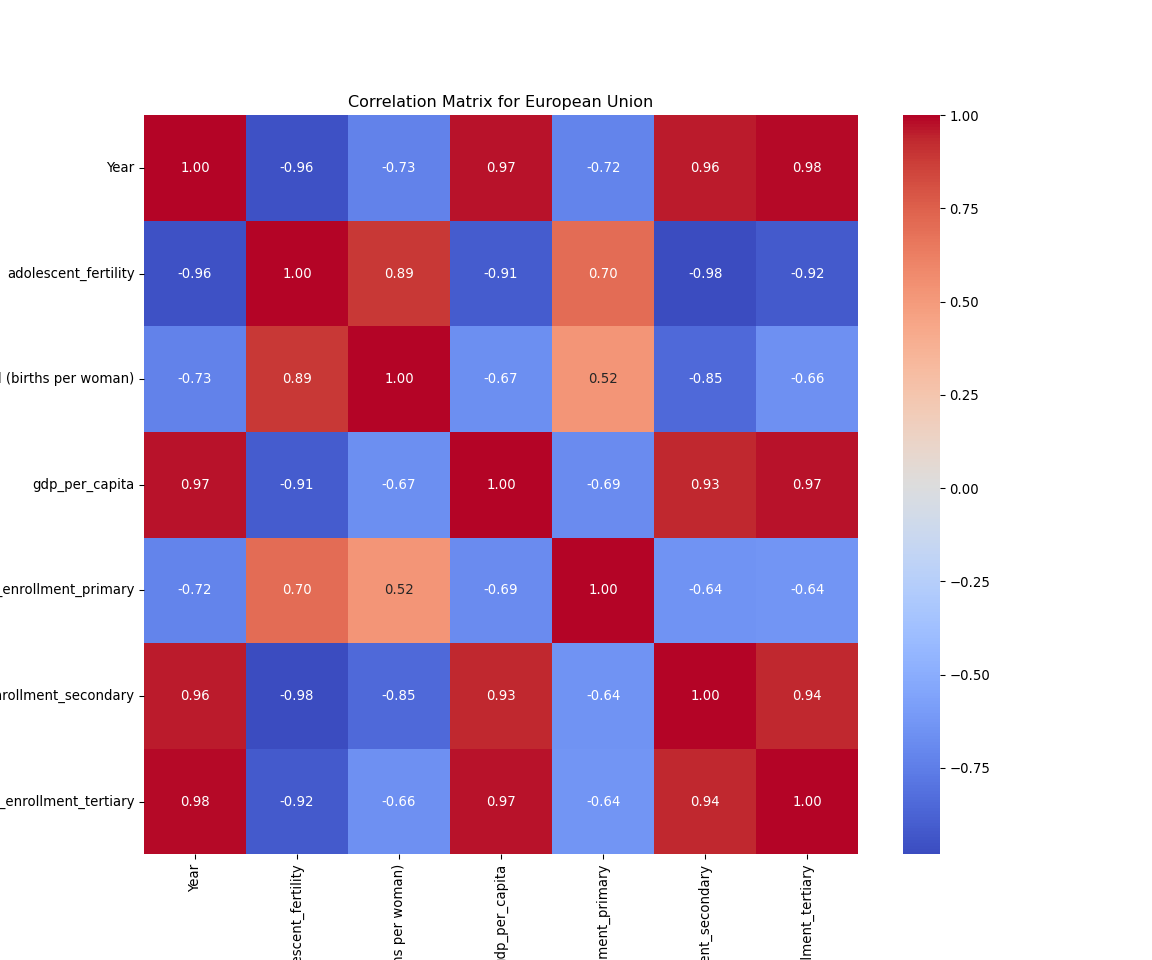 Correlation Matrix for European Union
1.00
Year 1.00 -0.96 -0.73 0.97 -0.72 0.96 0.98
0.75
adolescent_fertility -0.96 1.00 0.89 -0.91 0.70 -0.98 -0.92
0.50
(births per woman) -0.73 0.89 1.00 -0.67 0.52 -0.85 -0.66
0.25
gdp_per_capita 0.97 -0.91 -0.67 1.00 -0.69 0.93 0.97
0.00
_enrollment_primary -0.72 0.70 0.52 -0.69 1.00 -0.64 -0.64
−0.25
−0.50
rollment_secondary 0.96 -0.98 -0.85 0.93 -0.64 1.00 0.94
−0.75
_enrollment_tertiary 0.98 -0.92 -0.66 0.97 -0.64 0.94 1.00
Year
escent_fertility
s per woman)
dp_per_capita
ment_primary
ent_secondary
lment_tertiary